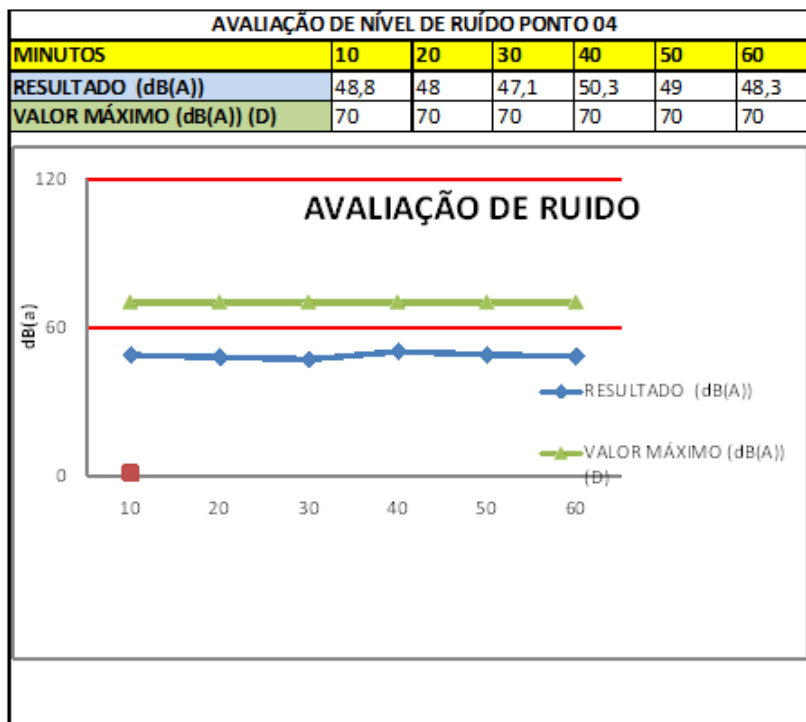 AVALIAÇÃO DE NÍVEL DE RUÍDO PONTO 04
MINUTOS 10 20 30 40 50 60
RESULTADO (dB(A)) 48,8 48 47,1 50,3 49 48,3
VALOR MÁXIMO (dB(A)) (D) 70 70 70 70 70 70
AVALIAÇÃO DE RUIDO
dB(a)
120
60
0
10 20 30 40 50 60
RESULTADO (dB(A))
VALOR MÁXIMO (dB(A))
(D)